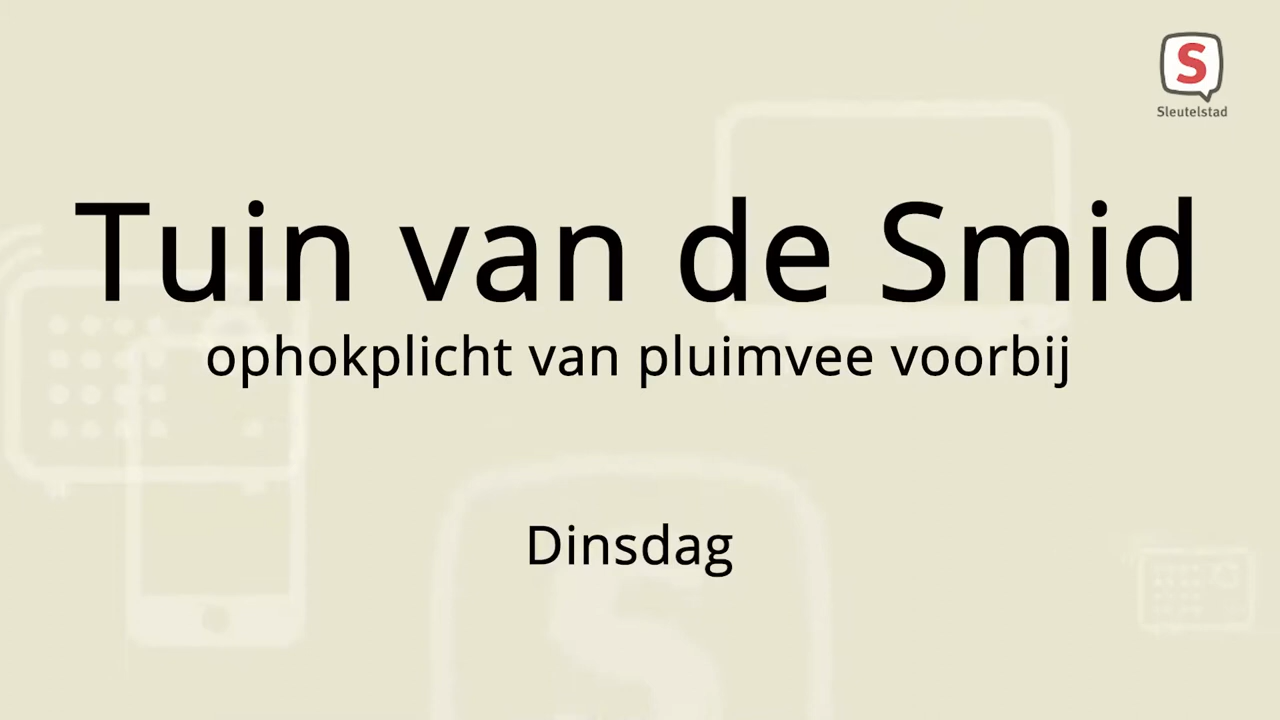 S
Sleutelstad
Tuin van de Smid
ophokplicht van pluimvee voorbij
Dinsdag
S